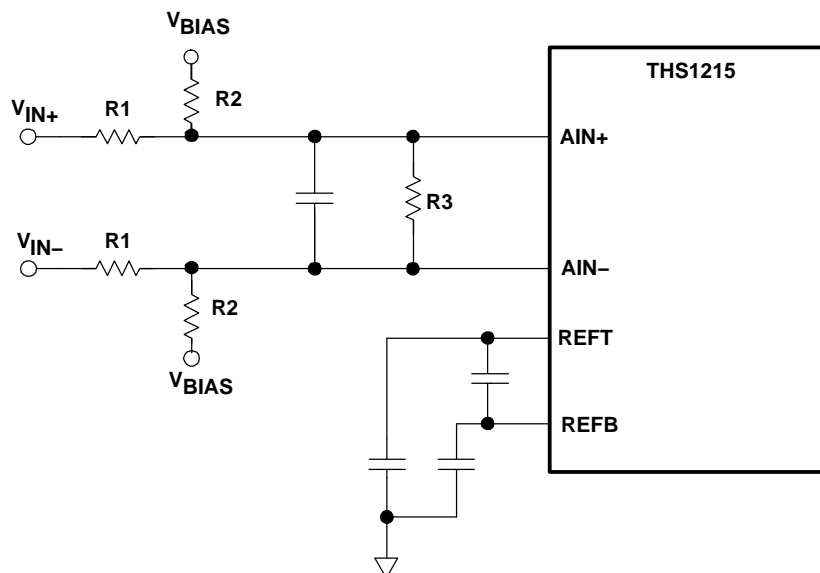 VBIAS
THS1215
R2
VIN+
R1
AIN+
R3
R1
VIN–
AIN–
R2
REFT
VBIAS
REFB